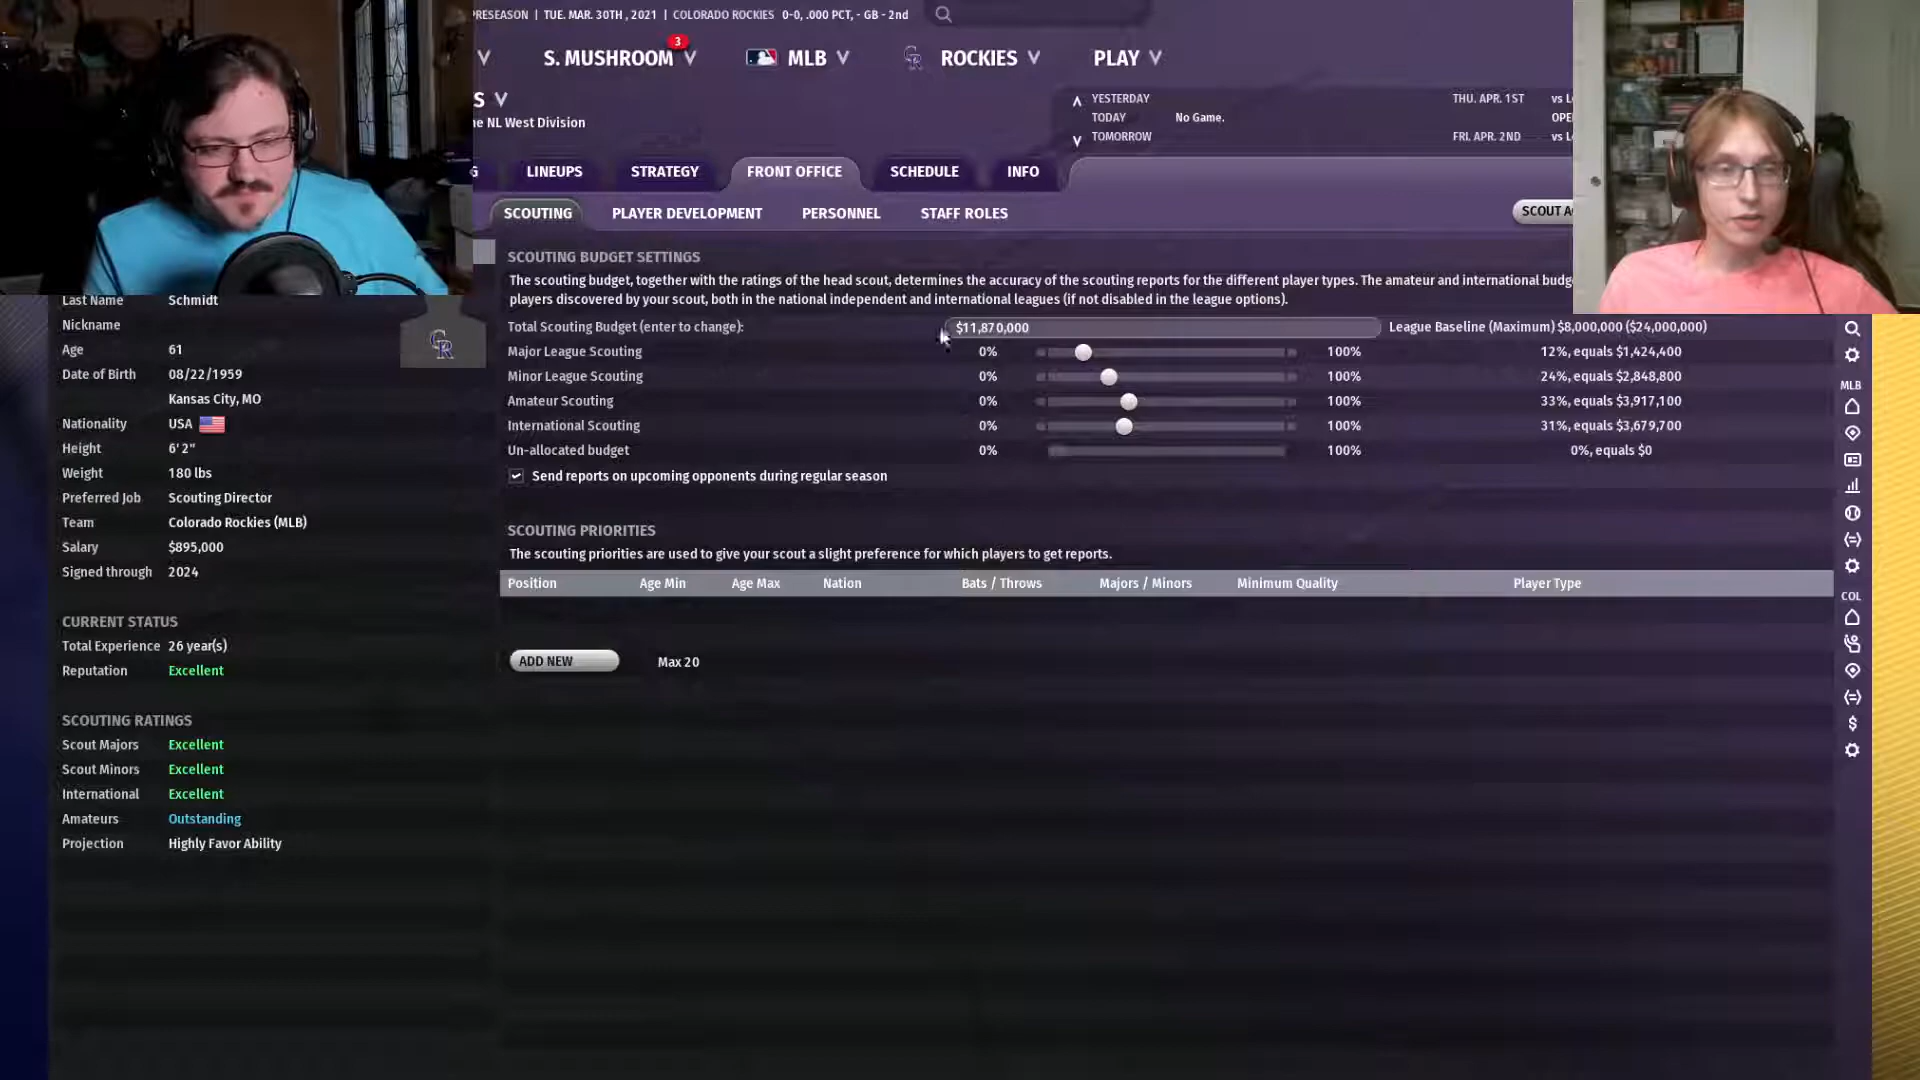 PRESEASON | TUE. MAR. 30TH , 2021 | COLORADO ROCKIES 0-0, .000 PCT, - GB - 2nd
S. MUSHROOM 3 MLB ROCKIES PLAY
S
NL West Division
YESTERDAY THU. APR. 1ST vs
TODAY No Game.
TOMORROW FRI. APR. 2ND vs
LINEUPS STRATEGY FRONT OFFICE SCHEDULE INFO
SCOUTING PLAYER DEVELOPMENT PERSONNEL STAFF ROLES SCOUT
SCOUTING BUDGET SETTINGS
The scouting budget, together with the ratings of the head scout, determines the accuracy of the scouting reports for the different player types. The amateur and international
players discovered by your scout, both in the national independent and international leagues (if not disabled in the league options).
Total Scouting Budget (enter to change): $11,870,000 League Baseline (Maximum) $8,000,000 ($24,000,000)
Major League Scouting 0% 100% 12%, equals $1,424,400
Minor League Scouting 0% 100% 24%, equals $2,848,800
Amateur Scouting 0% 100% 33%, equals $3,917,100
International Scouting 0% 100% 31%, equals $3,679,700
Un-allocated budget 0% 100% 0%, equals $0
Send reports on upcoming opponents during regular season
SCOUTING PRIORITIES
The scouting priorities are used to give your scout a slight preference for which players to get reports.
Position Age Min Age Max Nation Bats / Throws Majors / Minors Minimum Quality Player Type
ADD NEW Max 20
Last Name Schmidt
Nickname
Age 61
Date of Birth 08/22/1959
Kansas City, MO
Nationality USA
Height 6' 2"
Weight 180 lbs
Preferred Job Scouting Director
Team Colorado Rockies (MLB)
Salary $895,000
Signed through 2024
CURRENT STATUS
Total Experience 26 year(s)
Reputation Excellent
SCOUTING RATINGS
Scout Majors Excellent
Scout Minors Excellent
International Excellent
Amateurs Outstanding
Projection Highly Favor Ability
CR
MLB
COL